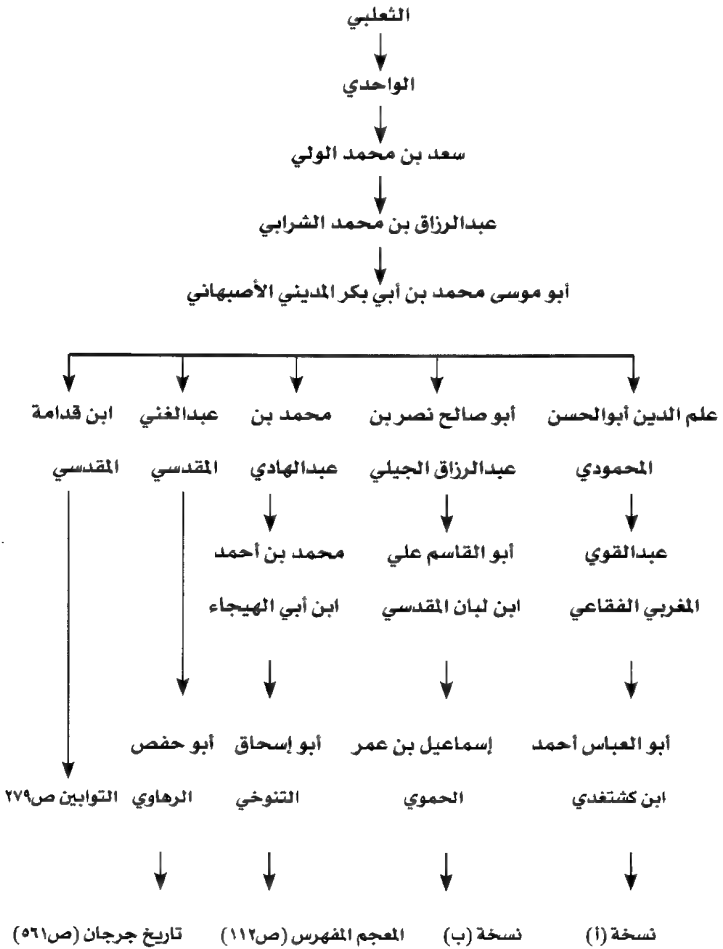 الثعلبي
الواحدي
سعد بن محمد الولي
عبدالرزاق بن محمد الشرابي
أبو موسى محمد بن أبي بكر المديني الأصبهاني
علم الدين أبوالحسن
المحمودي
أبو صالح نصر بن
عبدالرزاق الجيلي
محمد بن
عبدالهادي
عبدالغني
المقدسي
ابن قدامة
المقدسي
عبدالقوي
المغربي الفقاعي
أبو القاسم علي
ابن لبان المقدسي
محمد بن أحمد
ابن أبي الهيجاء
أبو العباس أحمد
ابن كشتغدي
إسماعيل بن عمر
الحموي
أبو إسحاق
التنوخي
أبو حفص
الرهاوي
التوابين ص٢٧٩
نسخة (أ)
نسخة (ب)
المعجم المفهرس (ص١١٢)
تاريخ جرجان (ص٥٦١)